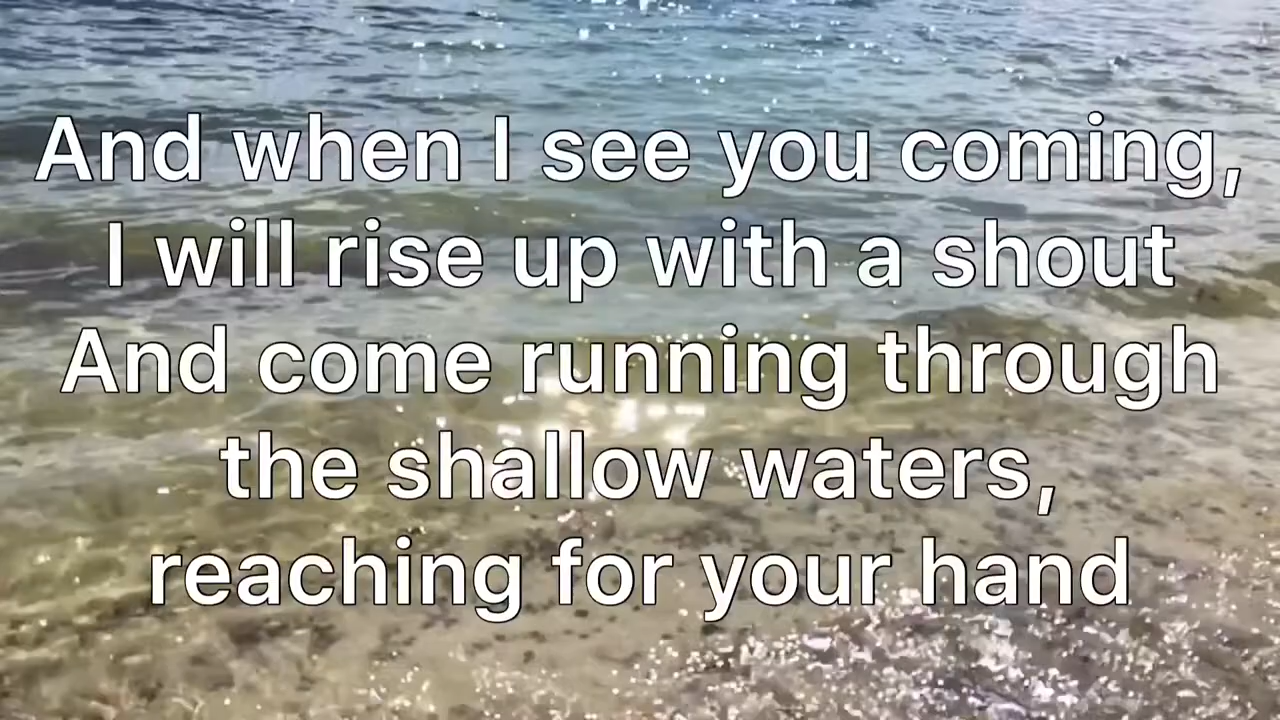 And when I see you coming,
I will rise up with a shout
And come running through
the shallow waters,
reaching for your hand